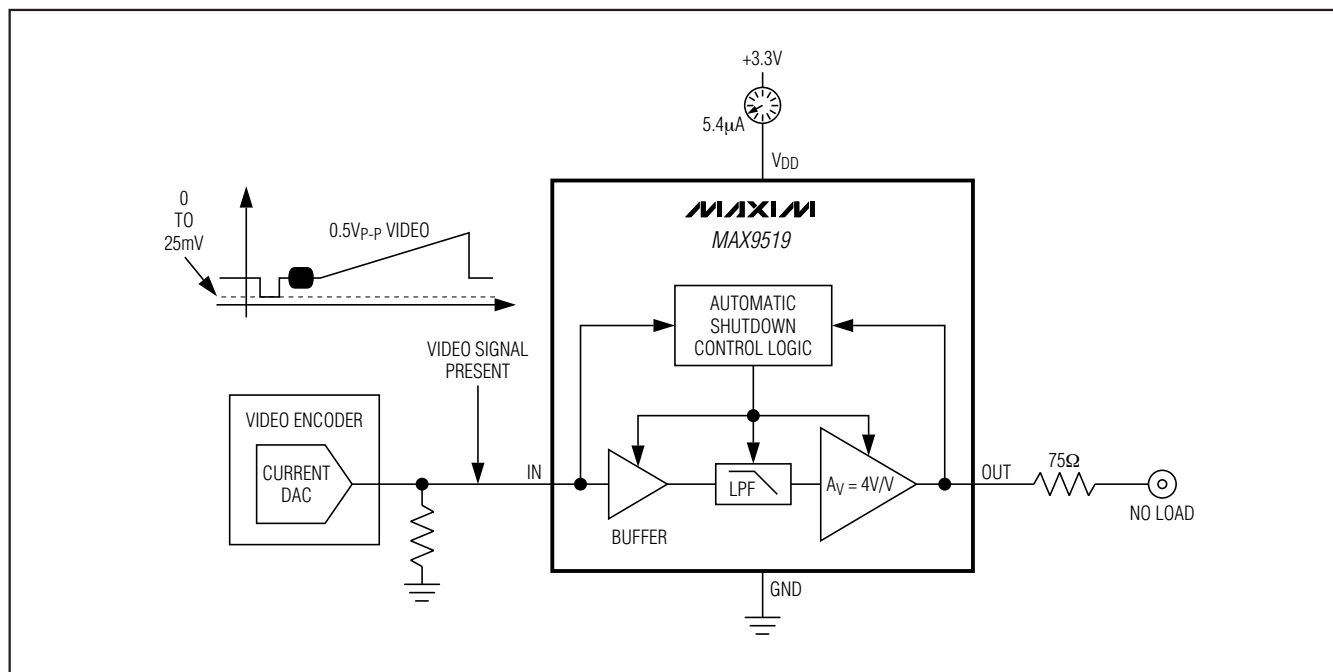 +3.3V
5.4µA
VDD
0
TO
25mV
0.5VP-P VIDEO
MAXIM
MAX9519
AUTOMATIC
SHUTDOWN
CONTROL LOGIC
VIDEO SIGNAL
PRESENT
VIDEO ENCODER
CURRENT
DAC
IN
BUFFER
LPF
AV = 4V/V
OUT
75Ω
NO LOAD
GND